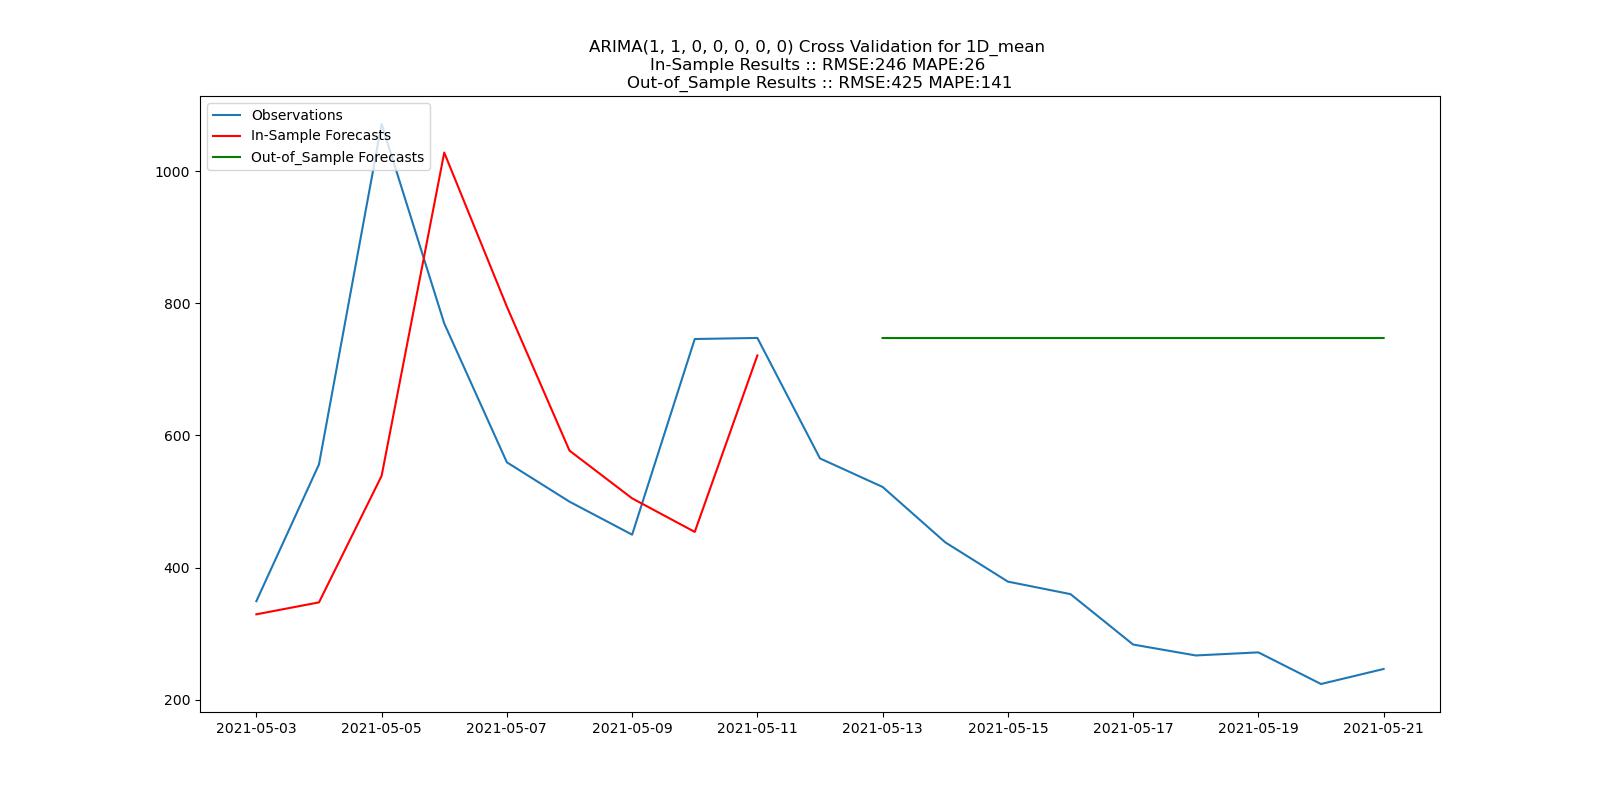 ARIMA(1, 1, 0, 0, 0, 0, 0) Cross Validation for 1D_mean
In-Sample Results :: RMSE:246 MAPE:26
Out-of_Sample Results :: RMSE:425 MAPE:141
Observations
In-Sample Forecasts
Out-of_Sample Forecasts
1000
800
600
400
200
2021-05-03 2021-05-05 2021-05-07 2021-05-09 2021-05-11 2021-05-13 2021-05-15 2021-05-17 2021-05-19 2021-05-21